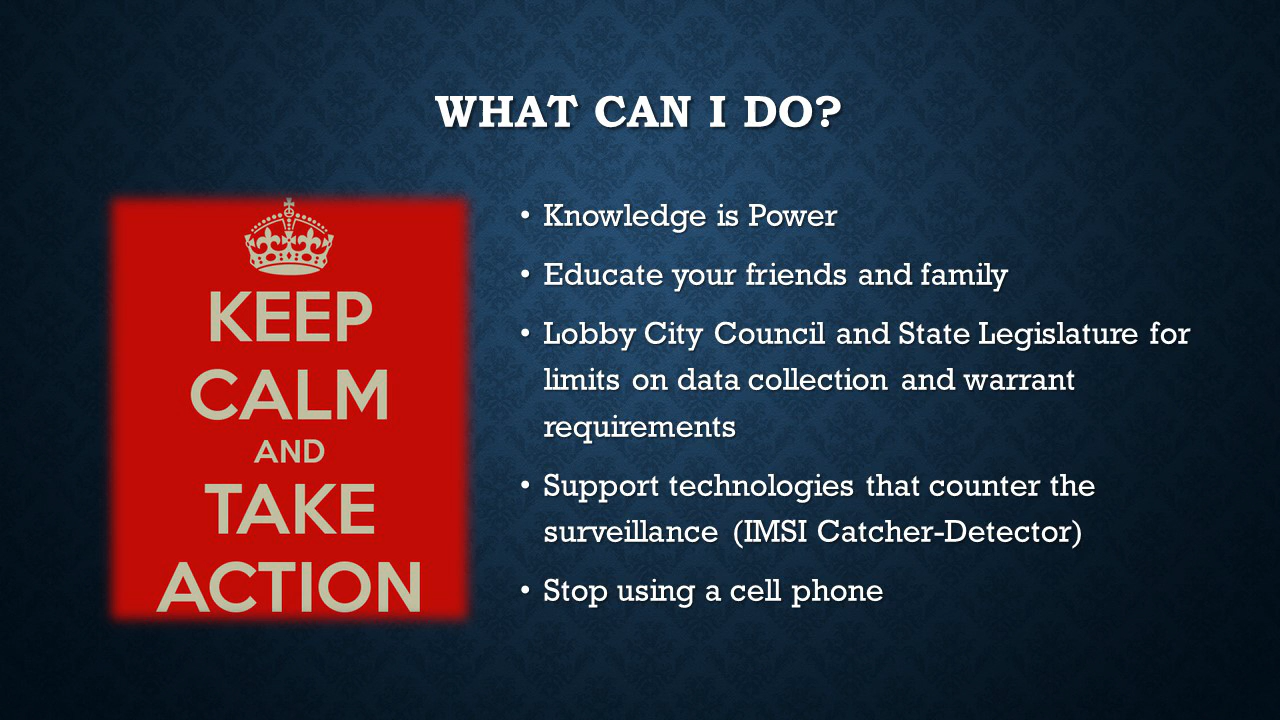 WHAT CAN I DO?
KEEP
CALM
AND
TAKE
ACTION
• Knowledge is Power
• Educate your friends and family
• Lobby City Council and State Legislature for
limits on data collection and warrant
requirements
• Support technologies that counter the
surveillance (IMSI Catcher-Detector)
• Stop using a cell phone